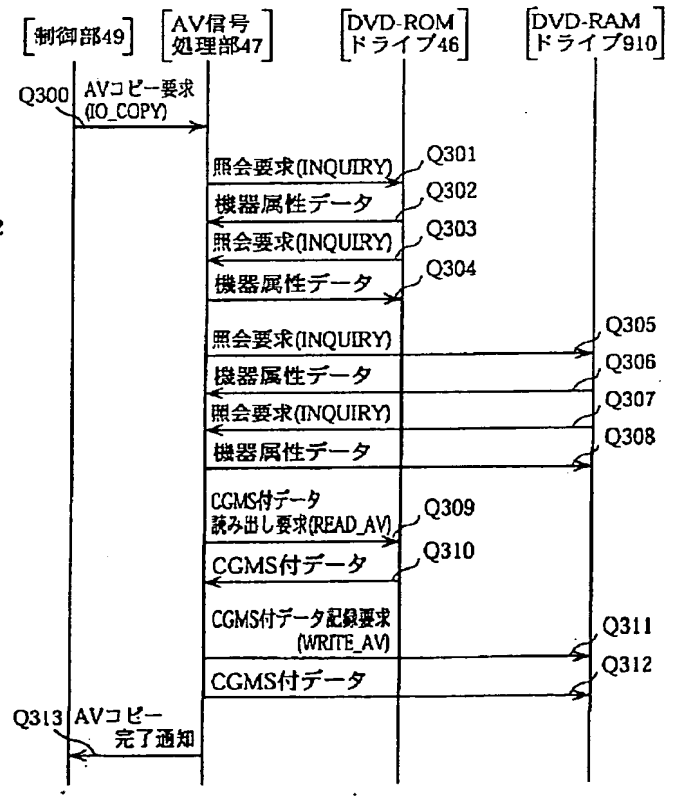 [制御部49]
[AV信号
処理部47]
[DVD-ROM
ドライブ46]
[DVD-RAM
ドライブ910]
Q300
AVコピー要求
(IO_COPY)
照会要求(INQUIRY)
Q301
機器属性データ
Q302
照会要求(INQUIRY)
Q303
機器属性データ
Q304
照会要求(INQUIRY)
Q305
機器属性データ
Q306
照会要求(INQUIRY)
Q307
機器属性データ
Q308
CGMS付データ
読み出し要求(READ_AV)
Q309
CGMS付データ
Q310
CGMS付データ記録要求
(WRITE_AV)
Q311
CGMS付データ
Q312
Q313
AVコピー
完了通知